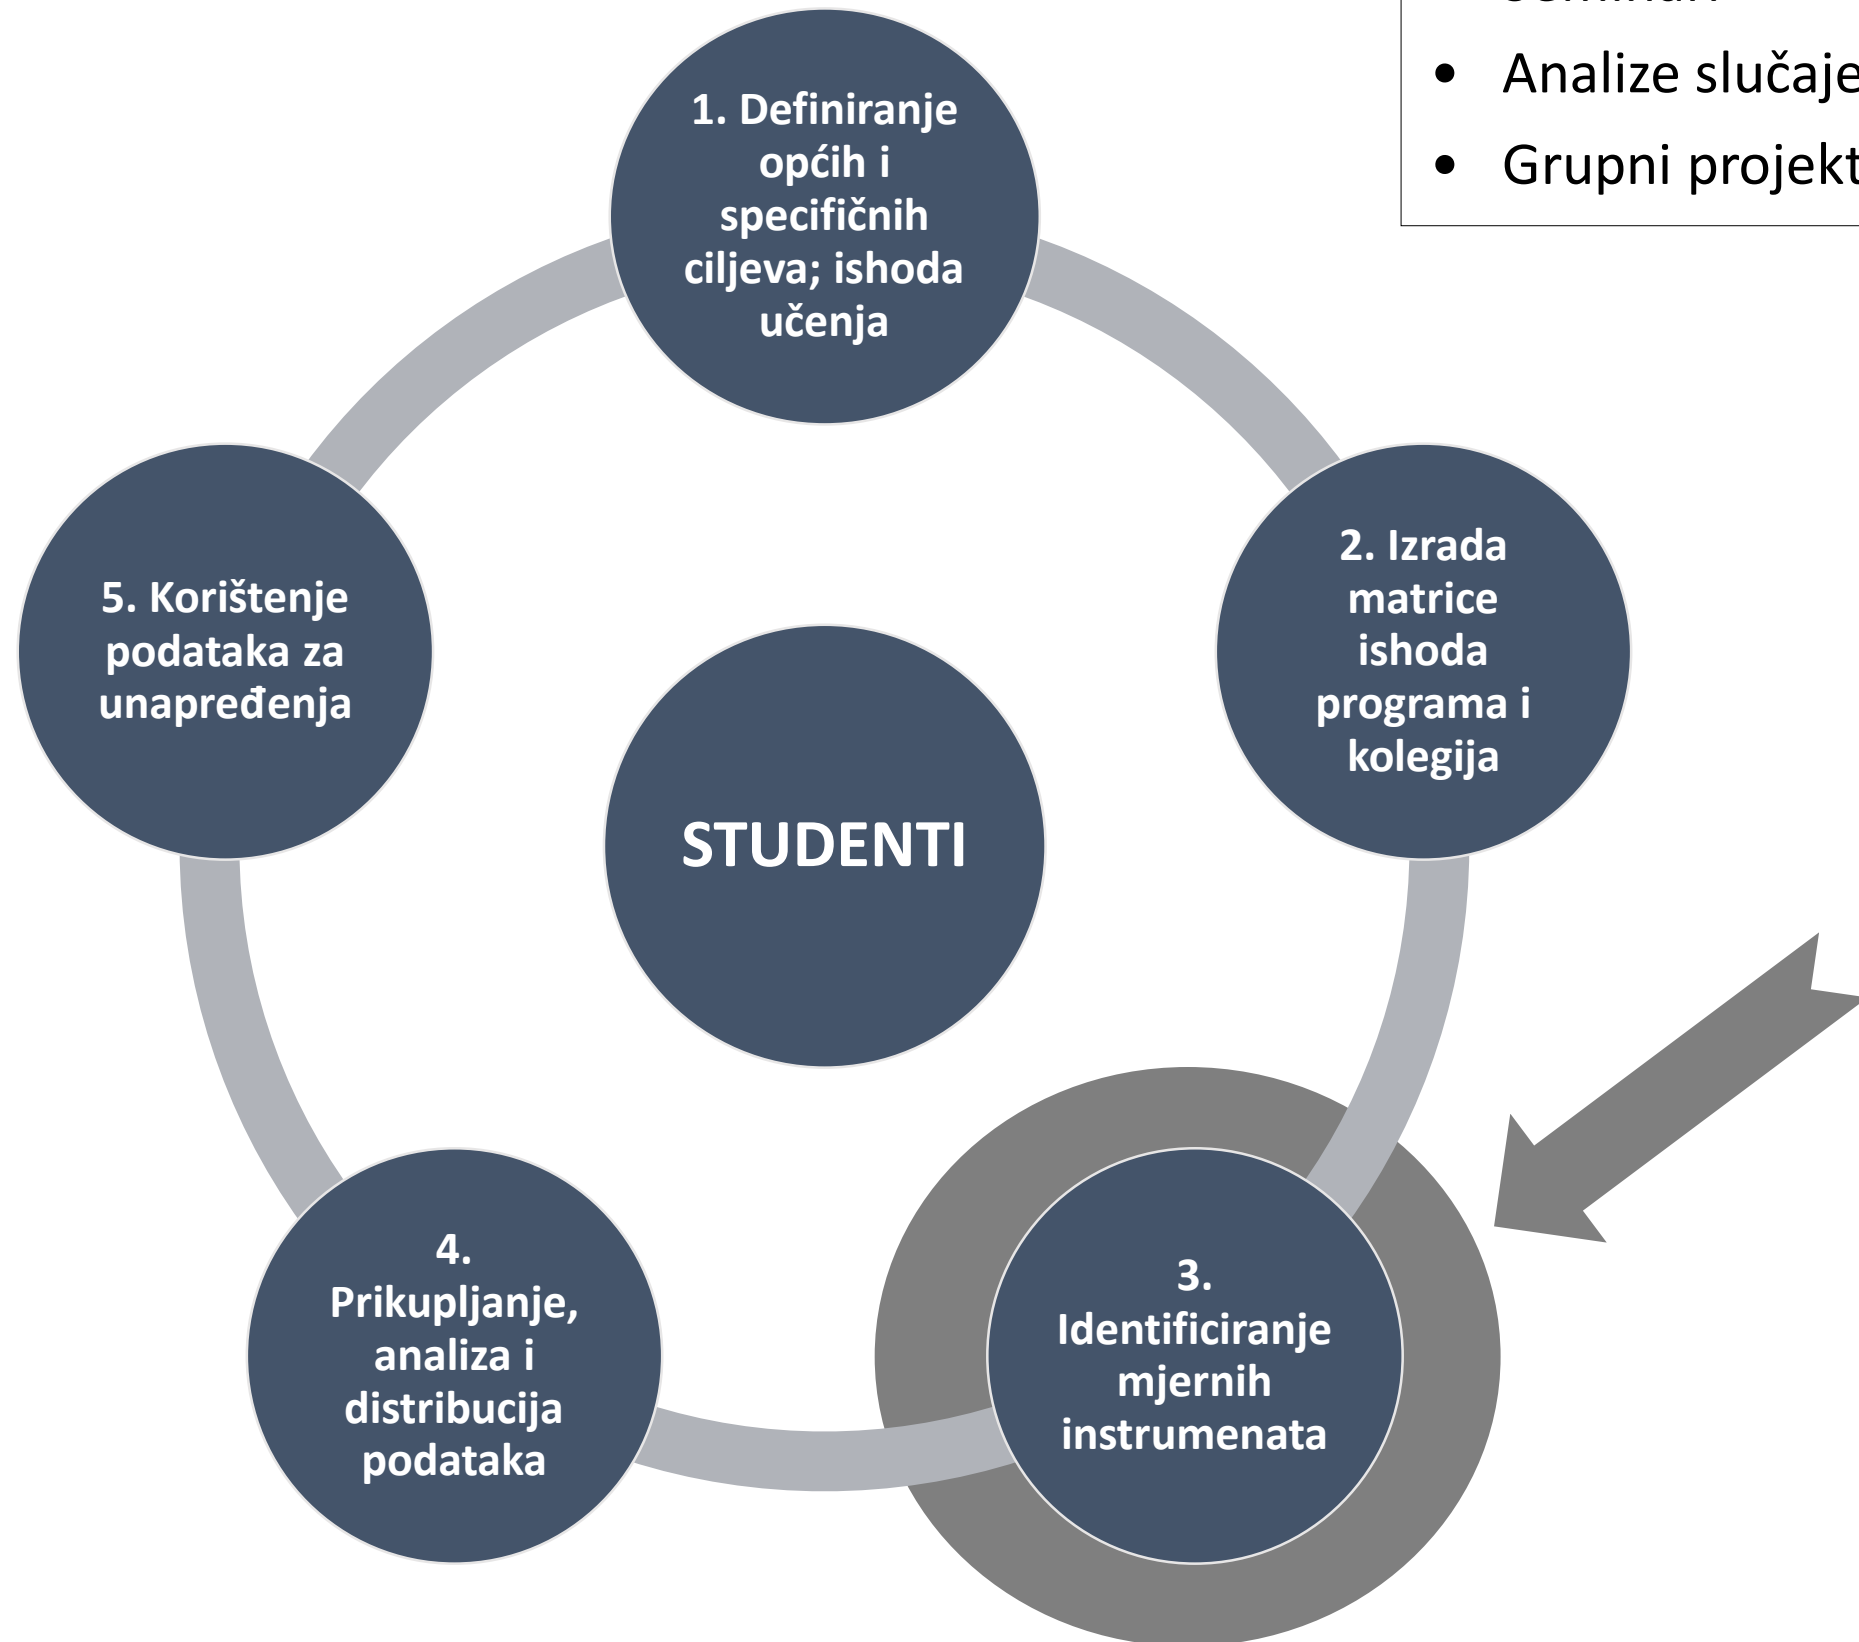 • Analize slučaje
• Grupni projekt
1. Definiranje
općih i
specifičnih
ciljeva; ishoda
učenja
2. Izrada
matrice
ishoda
programa i
kolegija
3.
Identificiranje
mjernih
instrumenata
4.
Prikupljanje,
analiza i
distribucija
podataka
5. Korištenje
podataka za
unapređenja
STUDENTI